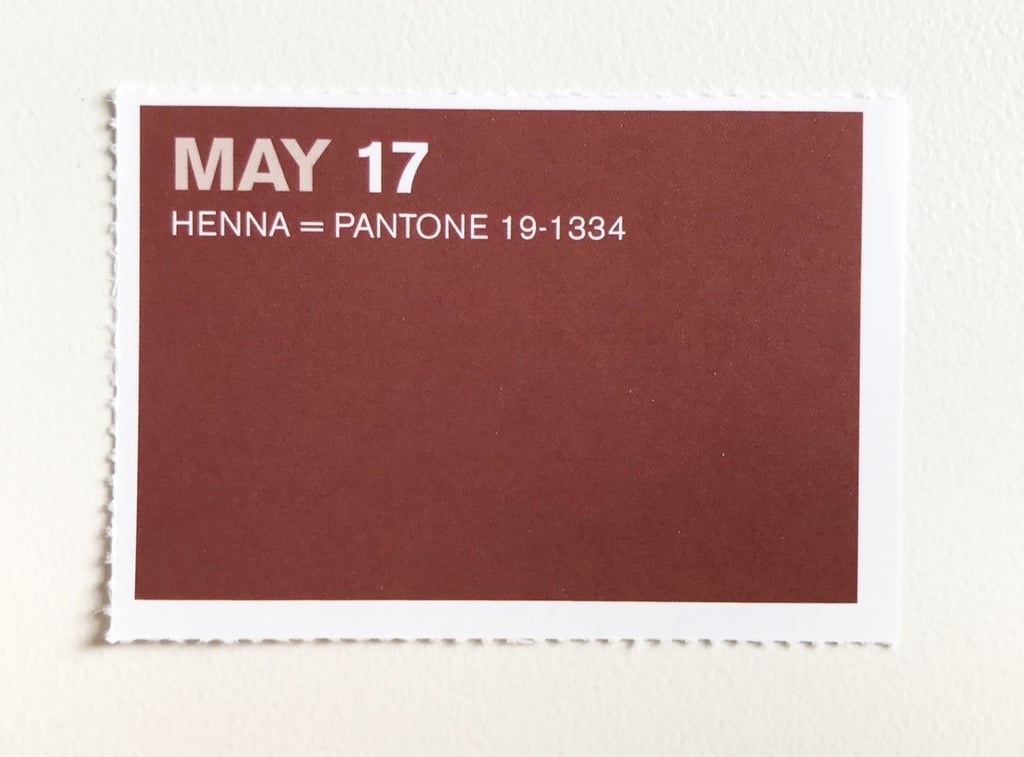 MAY 17
HENNA = PANTONE 19-1334